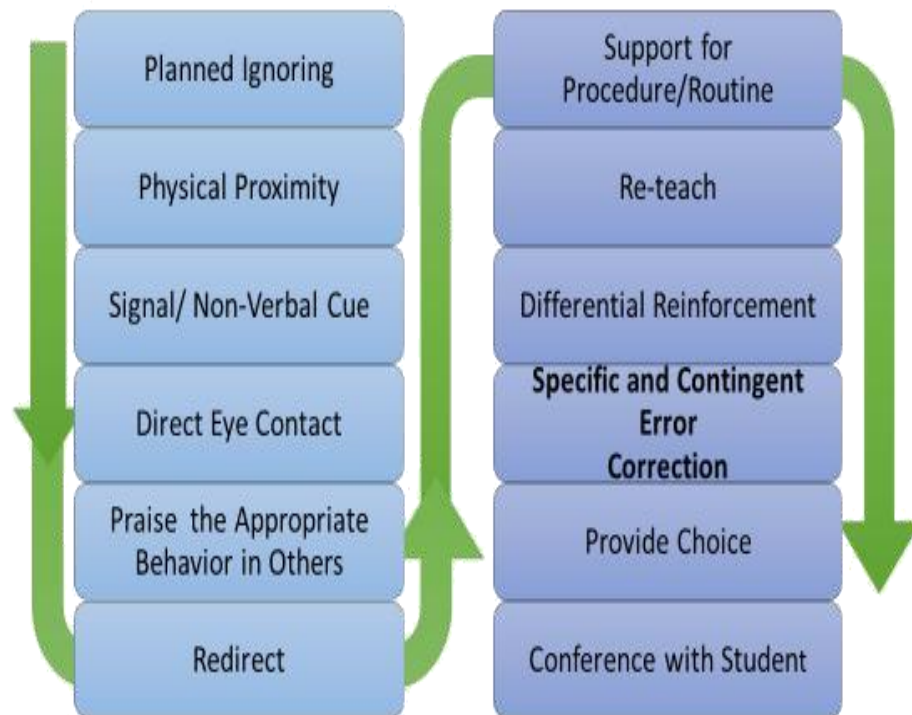 Planned Ignoring
Physical Proximity
Signal/ Non-Verbal Cue
Direct Eye Contact
Praise the Appropriate
Behavior in Others
Redirect
Support for
Procedure/Routine
Re-teach
Differential Reinforcement
Specific and Contingent
Error
Correction
Provide Choice
Conference with Student